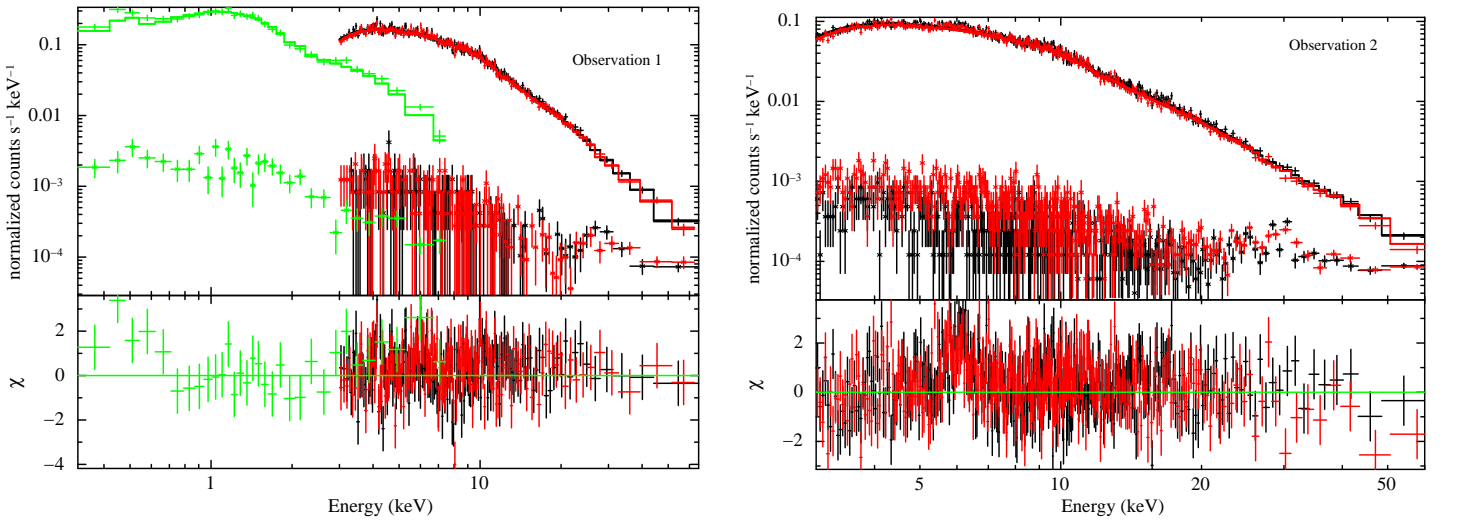 Observation 1
normalized counts s⁻¹ keV⁻¹
0.1
0.01
10⁻³
10⁻⁴
χ
2
0
−2
−4
1
10
Energy (keV)
Observation 2
normalized counts s⁻¹ keV⁻¹
0.1
0.01
10⁻³
10⁻⁴
χ
2
0
−2
5
10
20
50
Energy (keV)